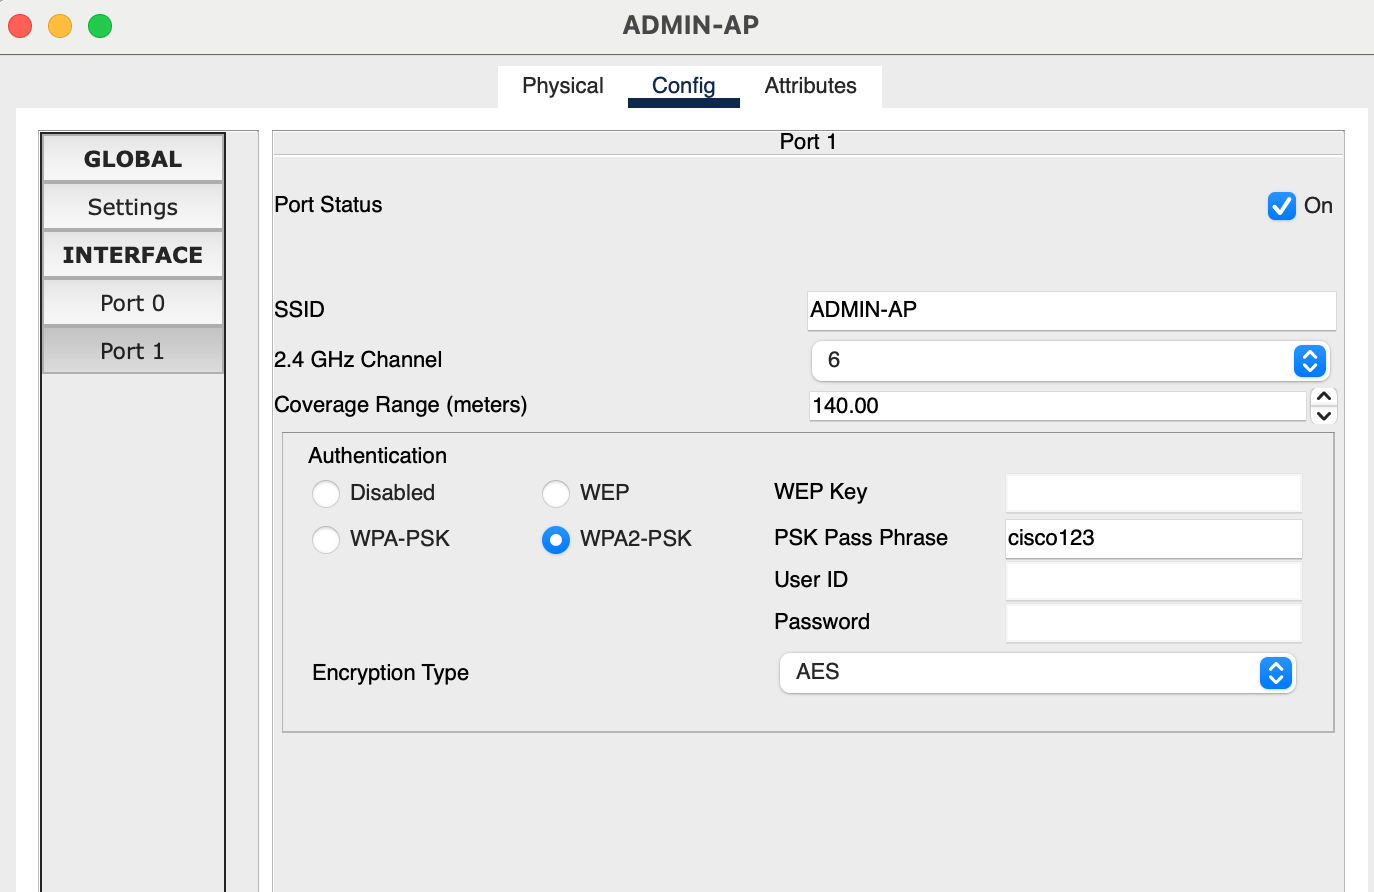 ADMIN-AP
Physical Config Attributes
GLOBAL
Settings
INTERFACE
Port 0
Port 1
Port 1
Port Status On
SSID ADMIN-AP
2.4 GHz Channel 6
Coverage Range (meters) 140.00
Authentication
Disabled WEP WEP Key
WPA-PSK WPA2-PSK PSK Pass Phrase cisco123
User ID
Password
Encryption Type AES